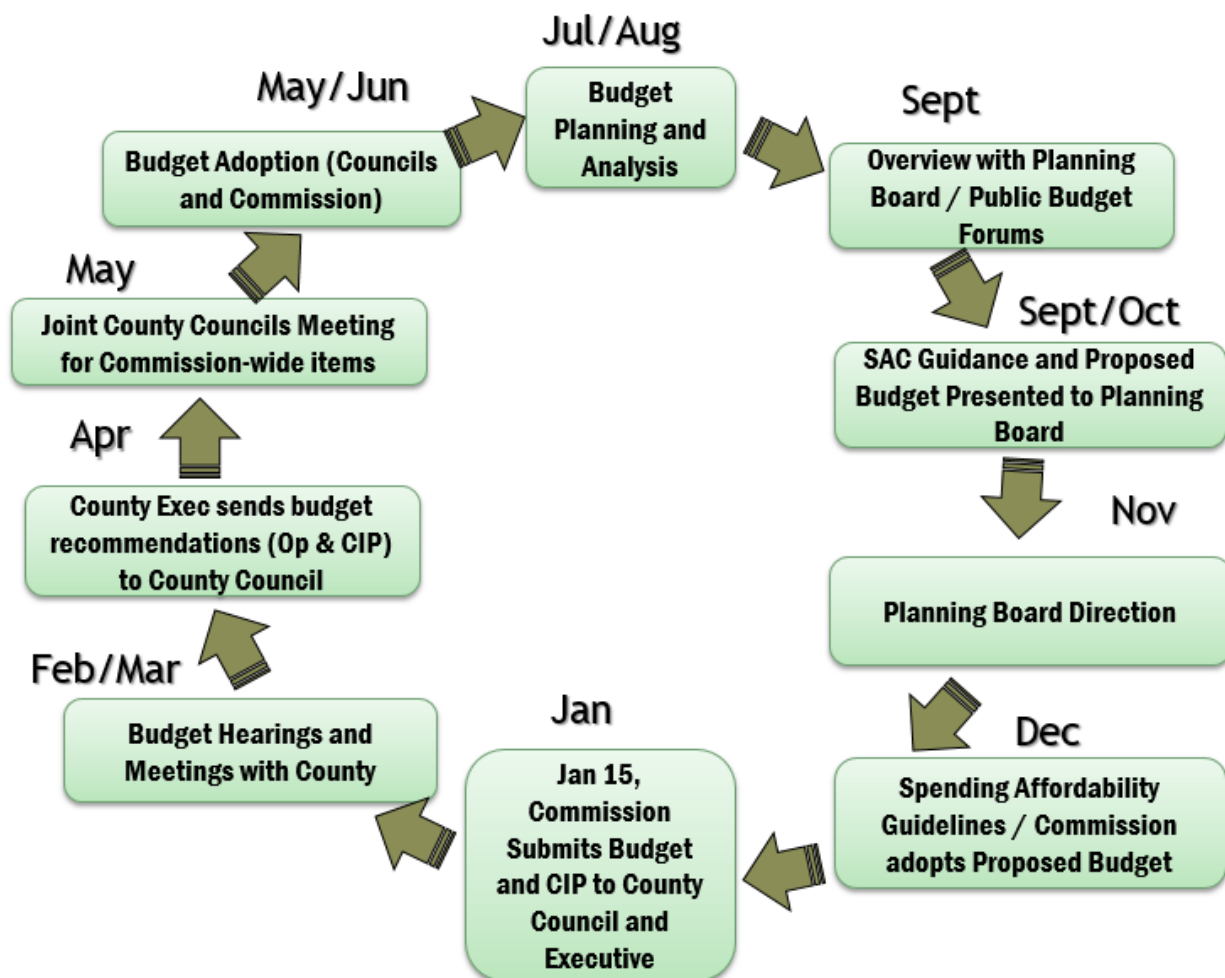 Jul/Aug
Budget
Planning and
Analysis
Sept
Overview with Planning
Board / Public Budget
Forums
Sept/Oct
SAC Guidance and Proposed
Budget Presented to Planning
Board
Nov
Planning Board Direction
Dec
Spending Affordability
Guidelines / Commission
adopts Proposed Budget
Jan
Jan 15,
Commission
Submits Budget
and CIP to County
Council and
Executive
Feb/Mar
Budget Hearings and
Meetings with County
Apr
County Exec sends budget
recommendations (Op & CIP)
to County Council
May
Joint County Councils Meeting
for Commission-wide items
May/Jun
Budget Adoption (Councils
and Commission)